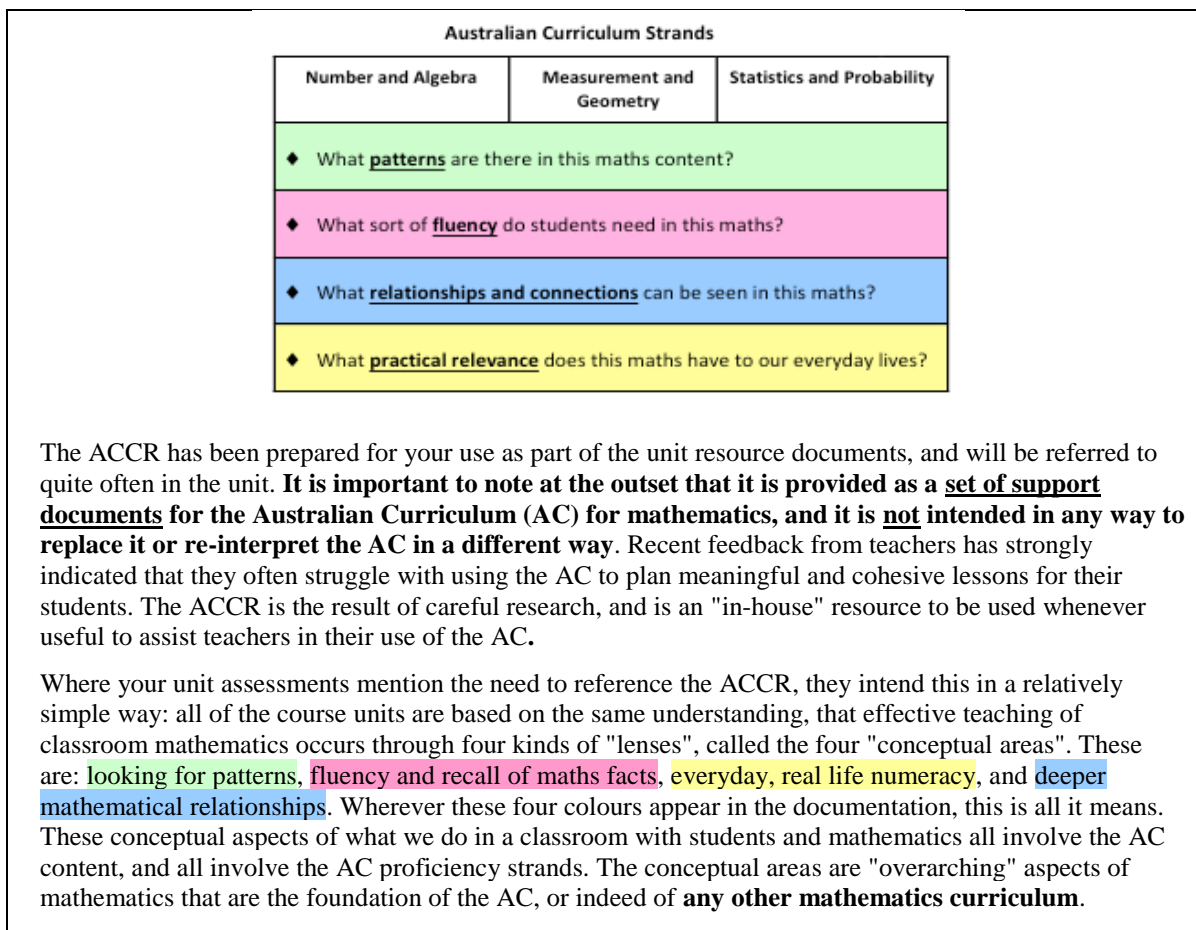 Australian Curriculum Strands
Number and Algebra
Measurement and
Geometry
Statistics and Probability
◆ What patterns are there in this maths content?
◆ What sort of fluency do students need in this maths?
◆ What relationships and connections can be seen in this maths?
◆ What practical relevance does this maths have to our everyday lives?
The ACCR has been prepared for your use as part of the unit resource documents, and will be referred to
quite often in the unit. It is important to note at the outset that it is provided as a set of support
documents for the Australian Curriculum (AC) for mathematics, and it is not intended in any way to
replace it or re-interpret the AC in a different way. Recent feedback from teachers has strongly
indicated that they often struggle with using the AC to plan meaningful and cohesive lessons for their
students. The ACCR is the result of careful research, and is an "in-house" resource to be used whenever
useful to assist teachers in their use of the AC.
Where your unit assessments mention the need to reference the ACCR, they intend this in a relatively
simple way: all of the course units are based on the same understanding, that effective teaching of
classroom mathematics occurs through four kinds of "lenses", called the four "conceptual areas". These
are: looking for patterns, fluency and recall of maths facts, everyday, real life numeracy, and deeper
mathematical relationships. Wherever these four colours appear in the documentation, this is all it means.
These conceptual aspects of what we do in a classroom with students and mathematics all involve the AC
content, and all involve the AC proficiency strands. The conceptual areas are "overarching" aspects of
mathematics that are the foundation of the AC, or indeed of any other mathematics curriculum.